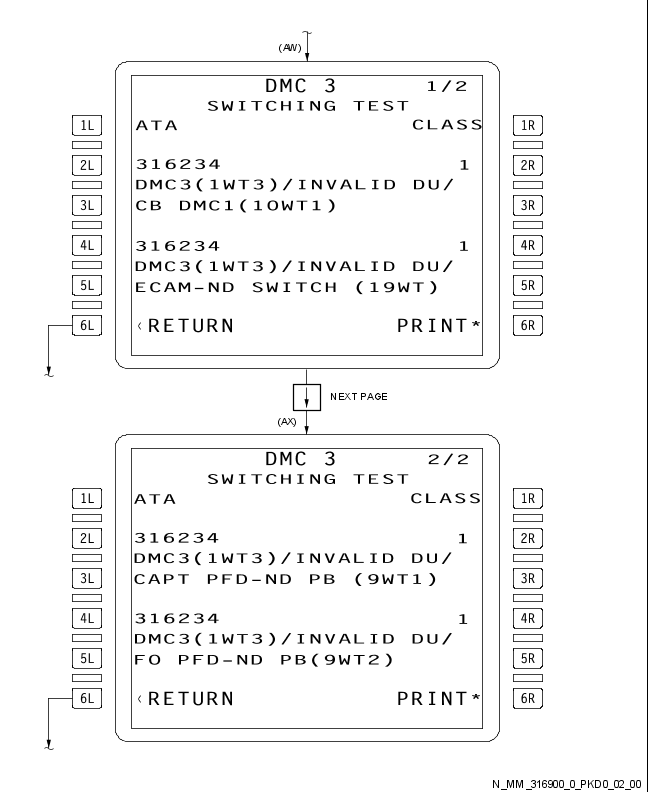 (AW)
DMC 3 1/2
SWITCHING TEST
1L ATA CLASS 1R
2L 316234 1 2R
DMC3(1WT3)/INVALID DU/
3L CB DMC1(10WT1) 3R
4L 316234 1 4R
DMC3(1WT3)/INVALID DU/
5L ECAM-ND SWITCH (19WT) 5R
6L ‹RETURN PRINT* 6R
NEXT PAGE
(AX)
DMC 3 2/2
SWITCHING TEST
1L ATA CLASS 1R
2L 316234 1 2R
DMC3(1WT3)/INVALID DU/
3L CAPT PFD-ND PB (9WT1) 3R
4L 316234 1 4R
DMC3(1WT3)/INVALID DU/
5L FO PFD-ND PB(9WT2) 5R
6L ‹RETURN PRINT* 6R
N_MM_316900_0_PKD0_02_00